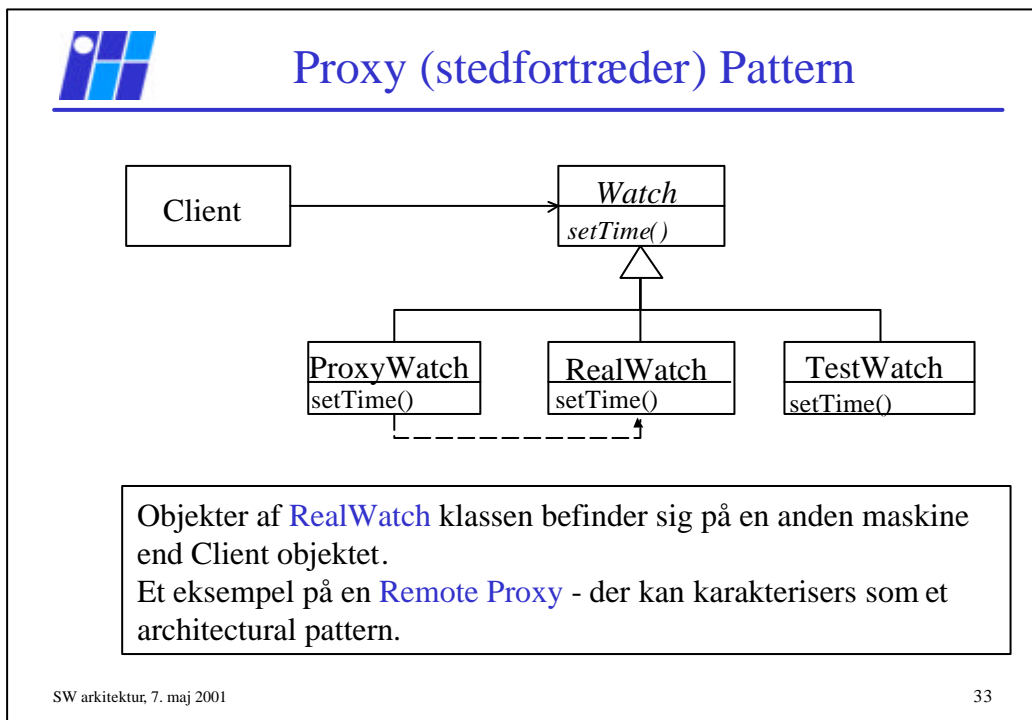 Proxy (stedfortræder) Pattern
Client
Watch
setTime()
ProxyWatch
setTime()
RealWatch
setTime()
TestWatch
setTime()
Objekter af RealWatch klassen befinder sig på en anden maskine
end Client objektet.
Et eksempel på en Remote Proxy - der kan karakterisers som et
architectural pattern.
SW arkitektur, 7. maj 2001
33